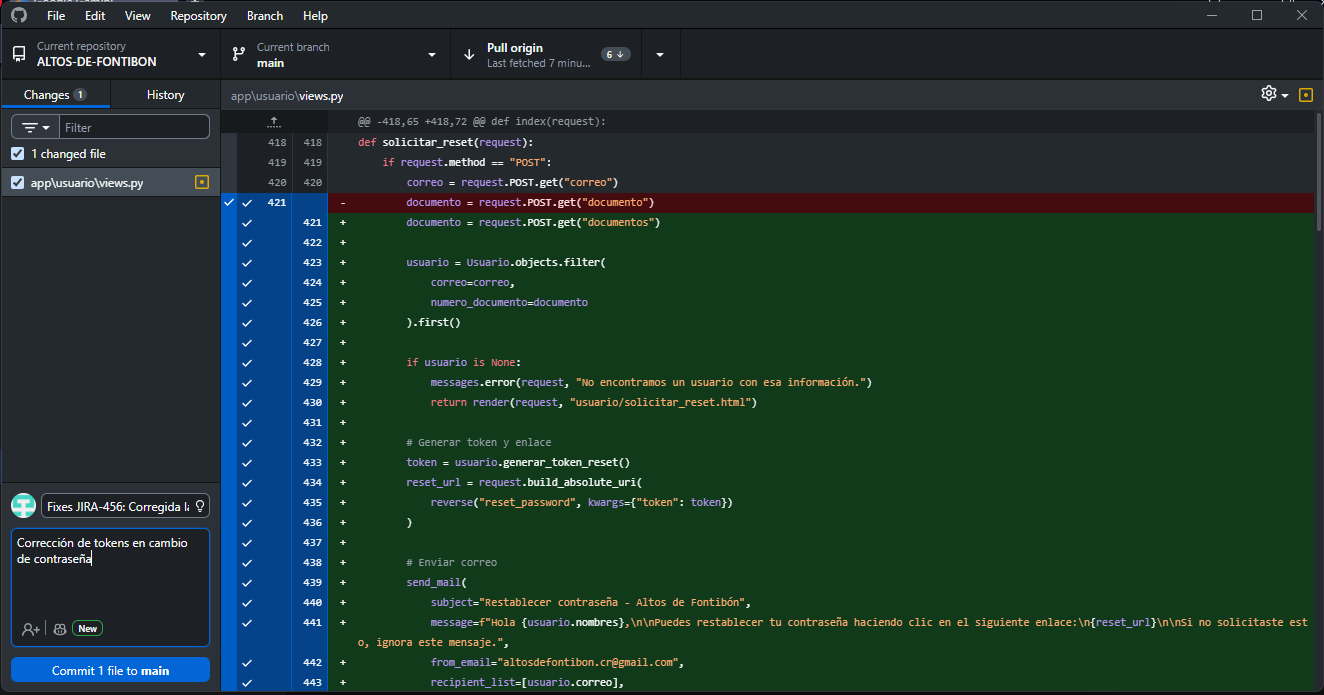 File Edit View Repository Branch Help
Current repository
ALTOS-DE-FONTIBON
Current branch
main
Pull origin
Last fetched 7 minu...
6
Changes 1
History
app\usuario\views.py
Filter
1 changed file
app\usuario\views.py
@@ -418,65 +418,72 @@ def index(request):
418 418 def solicitar_reset(request):
419 419 if request.method == "POST":
420 420 correo = request.POST.get("correo")
421 - documento = request.POST.get("documento")
421 + documento = request.POST.get("documentos")
422 +
423 + usuario = Usuario.objects.filter(
424 + correo=correo,
425 + numero_documento=documento
426 + ).first()
427 +
428 + if usuario is None:
429 + messages.error(request, "No encontramos un usuario con esa información.")
430 + return render(request, "usuario/solicitar_reset.html")
431 +
432 + # Generar token y enlace
433 + token = usuario.generar_token_reset()
434 + reset_url = request.build_absolute_uri(
435 + reverse("reset_password", kwargs={"token": token})
436 + )
437 +
438 + # Enviar correo
439 + send_mail(
440 + subject="Restablecer contraseña - Altos de Fontibón",
441 + message=f"Hola {usuario.nombres},\n\nPuedes restablecer tu contraseña haciendo clic en el siguiente enlace:\n{reset_url}\n\nSi no solicitaste est
o, ignora este mensaje.",
442 + from_email="altosdefontibon.cr@gmail.com",
443 + recipient_list=[usuario.correo],
Fixes JIRA-456: Corregida
Corrección de tokens en cambio
de contraseña
New
Commit 1 file to main